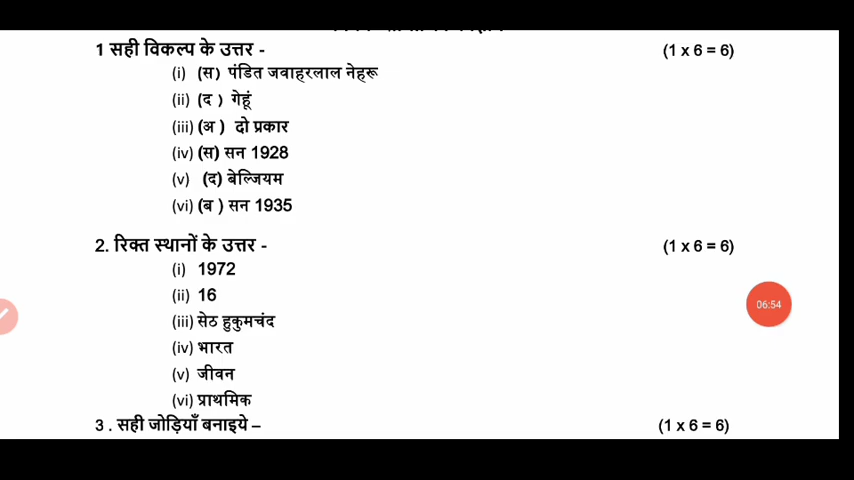 1 सही विकल्प के उत्तर - (1 x 6 = 6)
(i) (स) पंडित जवाहरलाल नेहरू
(ii) (द ) गेहूं
(iii) (अ ) दो प्रकार
(iv) (स) सन 1928
(v) (द) बेल्जियम
(vi) (ब ) सन 1935
2. रिक्त स्थानों के उत्तर - (1 x 6 = 6)
(i) 1972
(ii) 16
06:54
(iii) सेठ हुकुमचंद
(iv) भारत
(v) जीवन
(vi) प्राथमिक
3 . सही जोड़ियाँ बनाइये – (1 x 6 = 6)